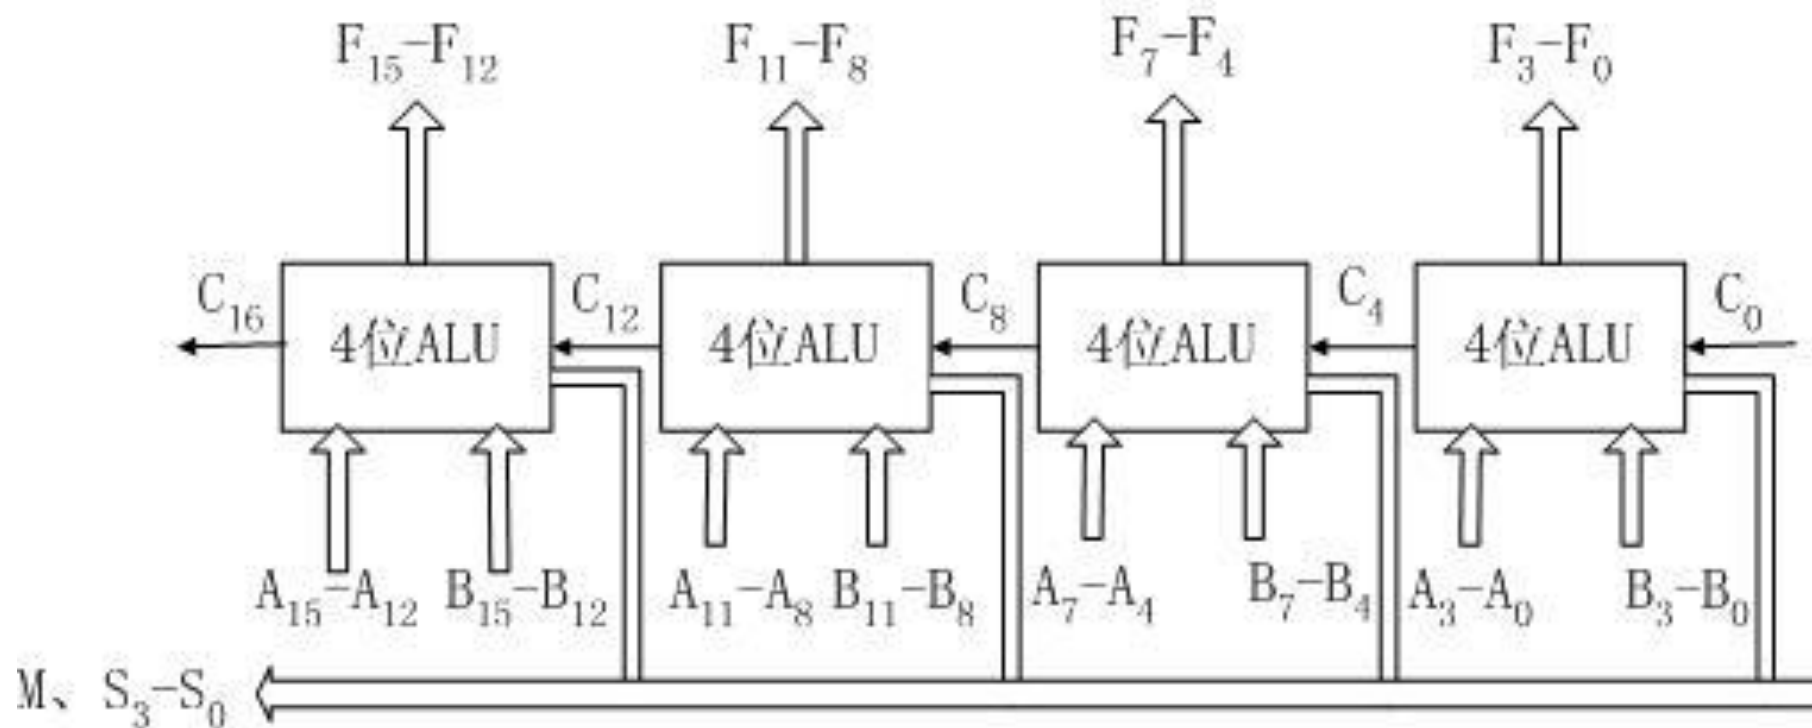 F₁₅-F₁₂ F₁₁-F₈ F₇-F₄ F₃-F₀
C₁₆ 4位ALU C₁₂ 4位ALU C₈ 4位ALU C₄ 4位ALU C₀
A₁₅-A₁₂ B₁₅-B₁₂ A₁₁-A₈ B₁₁-B₈ A₇-A₄ B₇-B₄ A₃-A₀ B₃-B₀
M、S₃-S₀